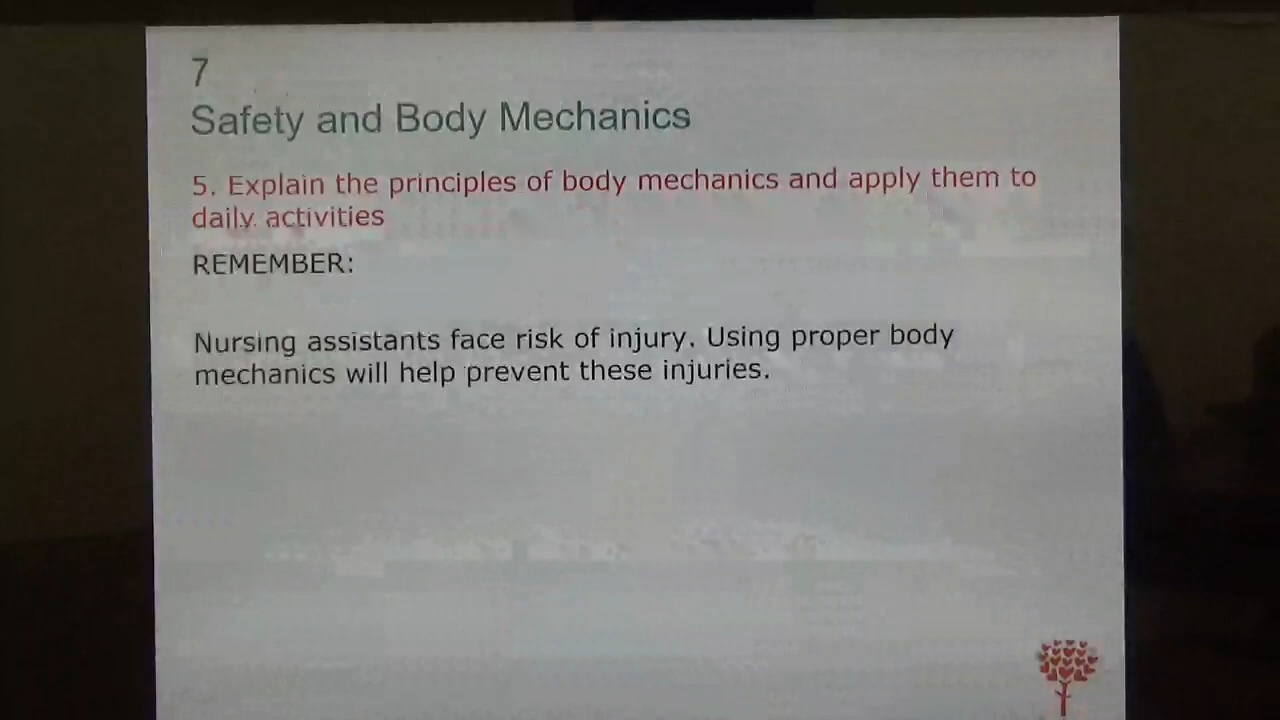 7
Safety and Body Mechanics
5. Explain the principles of body mechanics and apply them to
daily activities
REMEMBER:
Nursing assistants face risk of injury. Using proper body
mechanics will help prevent these injuries.